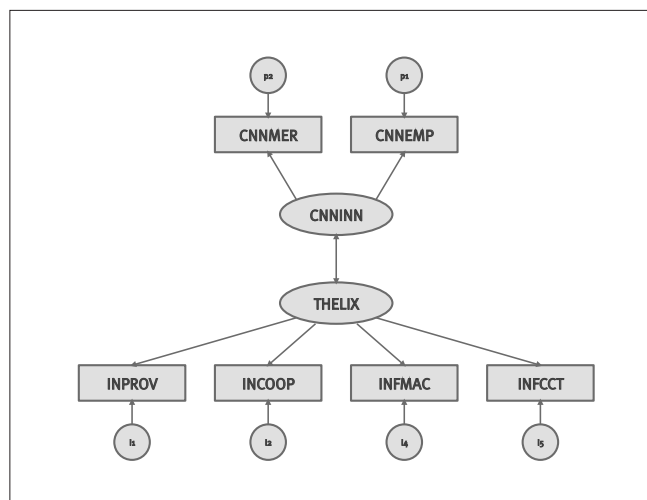 p2 p1
CNNMER CNNEMP
CNNINN
THELIX
INPROV INCOOP INFMAC INFCCT
i1 i2 i4 i5